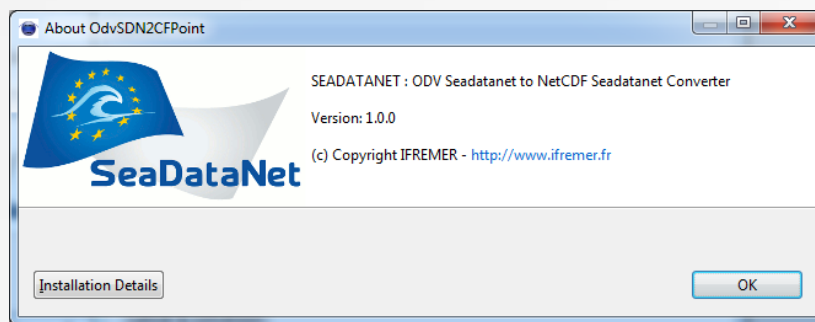 About OdvSDN2CFPoint
SEADATANET : ODV Seadatanet to NetCDF Seadatanet Converter
Version: 1.0.0
(c) Copyright IFREMER - http://www.ifremer.fr
SeaDataNet
Installation Details
OK